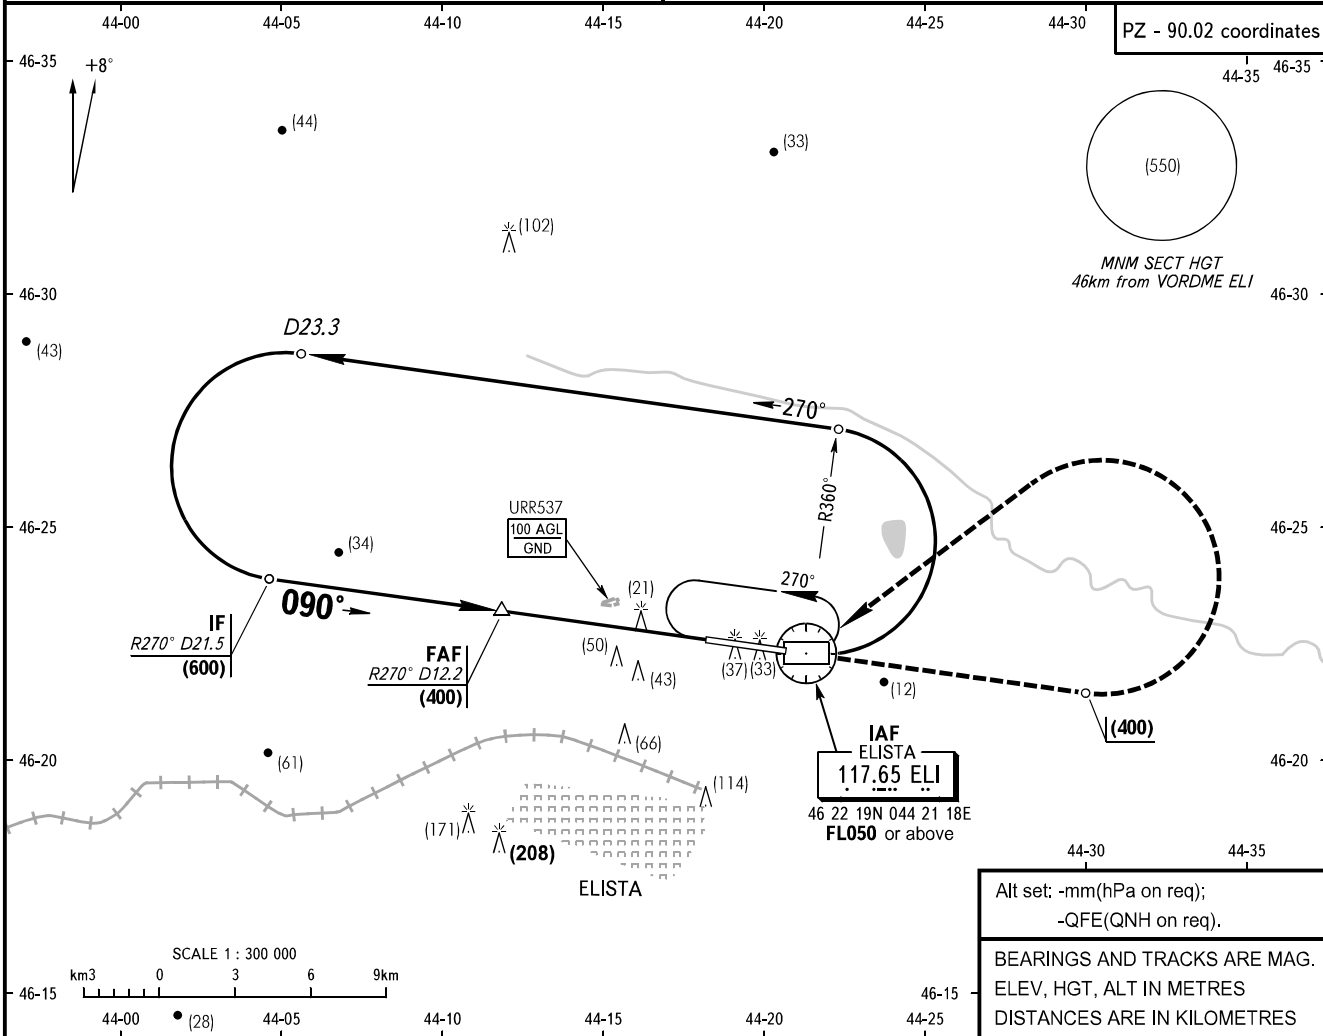 44-00 44-05 44-10 44-15 44-20 44-25 44-30
PZ - 90.02 coordinates
46-35
46-35
44-35
+8°
(44)
(33)
(550)
(102)
MNM SECT HGT
46km from VORDME ELI
46-30
46-30
D23.3
(43)
270°
R360°
URR537
100 AGL
GND
46-25
46-25
(34)
(21)
270°
090°
IF
R270° D21.5
(600)
FAF
R270° D12.2
(400)
(50)
(43)
(37)
(33)
(12)
(400)
IAF
ELISTA
117.65 ELI
46 22 19N 044 21 18E
FL050 or above
46-20
46-20
(61)
(66)
(114)
(171)
(208)
ELISTA
44-30 44-35
Alt set: -mm(hPa on req);
-QFE(QNH on req).
BEARINGS AND TRACKS ARE MAG.
ELEV, HGT, ALT IN METRES
DISTANCES ARE IN KILOMETRES
SCALE 1 : 300 000
km3 0 3 6 9km
46-15
46-15
(28)
44-00 44-05 44-10 44-15 44-20 44-25